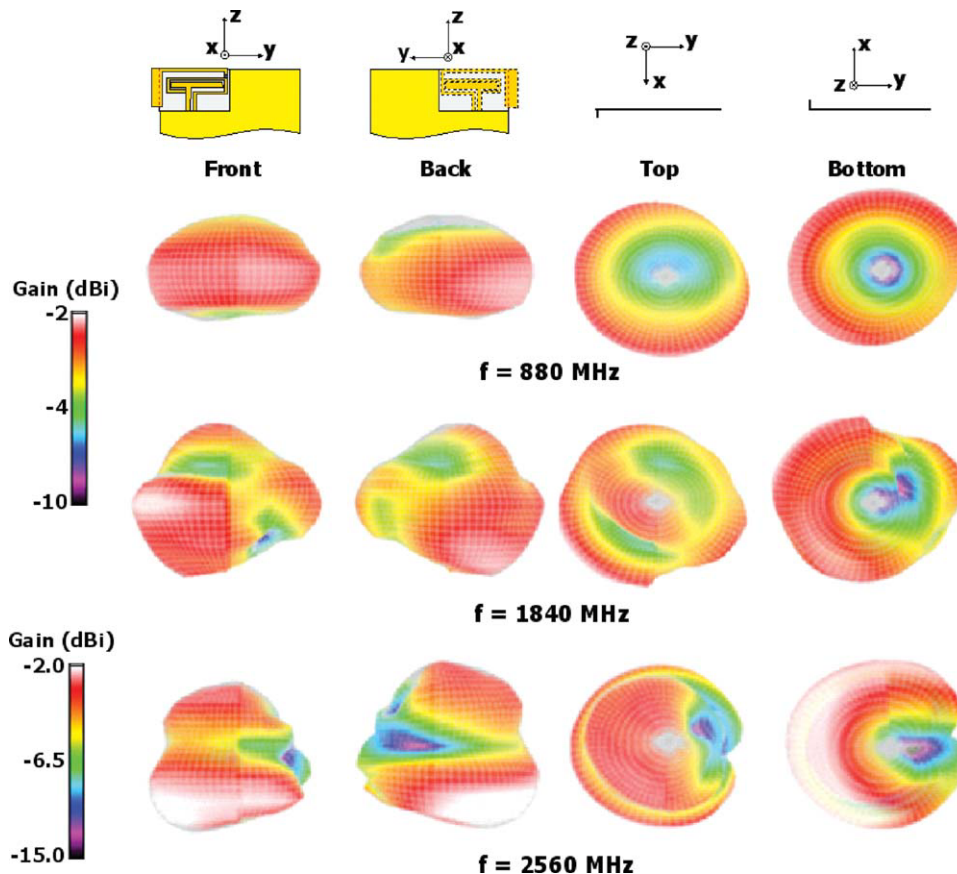 z
x
y
z
y
x
z
y
x
x
z
y
Front
Back
Top
Bottom
Gain (dBi)
-2
-4
-10
f = 880 MHz
f = 1840 MHz
Gain (dBi)
-2.0
-6.5
-15.0
f = 2560 MHz